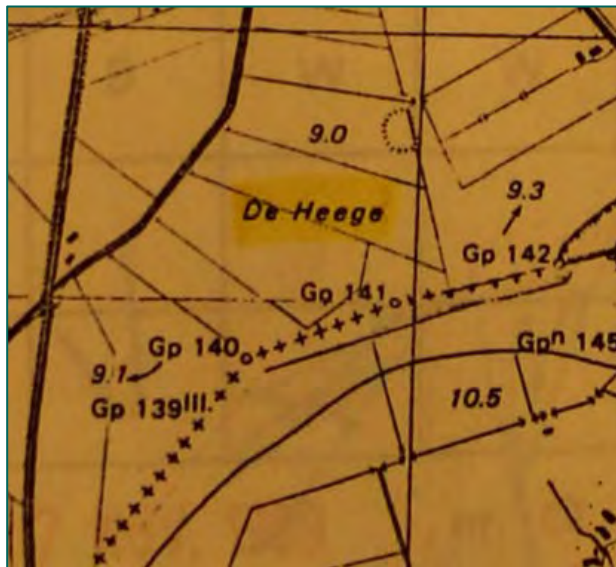 9.0
De Heege
9.3
Gp 142
Gp 141
Gp 140
Gpⁿ 145
9.1
Gp 139III.
10.5